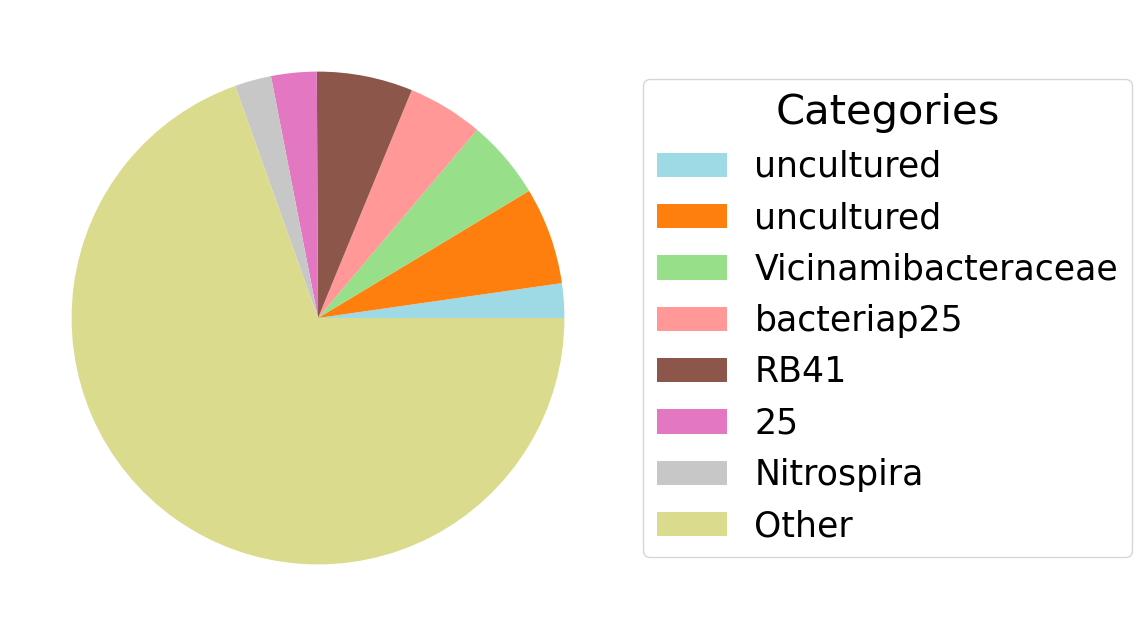 Categories
uncultured
uncultured
Vicinamibacteraceae
bacteriap25
RB41
25
Nitrospira
Other